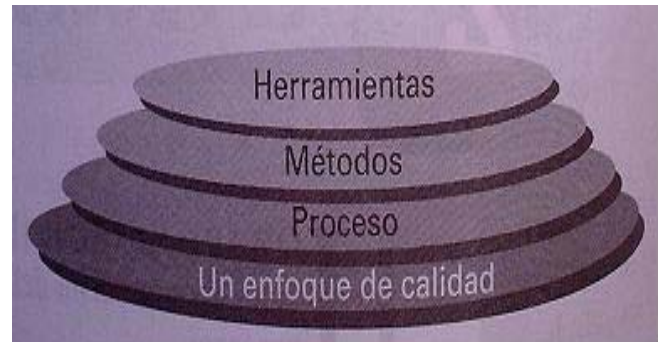 Herramientas
Métodos
Proceso
Un enfoque de calidad